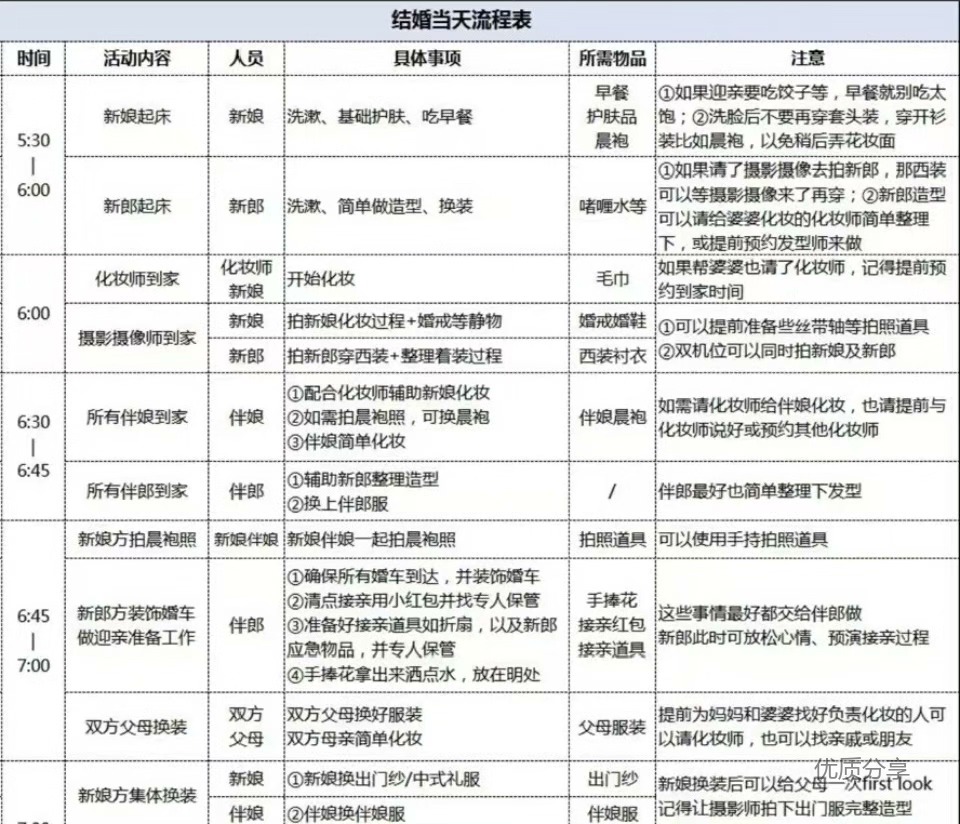 结婚当天流程表
时间 活动内容 人员 具体事项 所需物品 注意
5:30
|
6:00
新娘起床 新娘 洗漱、基础护肤、吃早餐
早餐
护肤品
晨袍
①如果迎亲要吃饺子等，早餐就别吃太
饱；②洗脸后不要再穿套头装，穿开衫
装比如晨袍，以免稍后弄花妆面
新郎起床 新郎 洗漱、简单做造型、换装 啫喱水等
①如果请了摄影摄像去拍新郎，那西装
可以等摄影摄像来了再穿；②新郎造型
可以请给婆婆化妆的化妆师简单整理
下，或提前预约发型师来做
6:00
化妆师到家
化妆师
新娘
开始化妆 毛巾
如果帮婆婆也请了化妆师，记得提前预
约到家时间
摄影摄像师到家
新娘 拍新娘化妆过程+婚戒等静物 婚戒婚鞋
新郎 拍新郎穿西装+整理着装过程 西装衬衣
①可以提前准备些丝带轴等拍照道具
②双机位可以同时拍新娘及新郎
6:30
|
6:45
所有伴娘到家 伴娘
①配合化妆师辅助新娘化妆
②如需拍晨袍照，可换晨袍
③伴娘简单化妆
伴娘晨袍
如需请化妆师给伴娘化妆，也请提前与
化妆师说好或预约其他化妆师
所有伴郎到家 伴郎
①辅助新郎整理造型
②换上伴郎服
/
伴郎最好也简单整理下发型
6:45
|
7:00
新娘方拍晨袍照 新娘伴娘 新娘伴娘一起拍晨袍照 拍照道具 可以使用手持拍照道具
新郎方装饰婚车
做迎亲准备工作
伴郎
①确保所有婚车到达，并装饰婚车
②清点接亲用小红包并找专人保管
③准备好接亲道具如折扇，以及新郎
应急物品，并专人保管
④手捧花拿出来洒点水，放在明处
手捧花
接亲红包
接亲道具
这些事情最好都交给伴郎做
新郎此时可放松心情、预演接亲过程
双方父母换装
双方
父母
双方父母换好服装
双方母亲简单化妆
父母服装
提前为妈妈和婆婆找好负责化妆的人可
以请化妆师，也可以找亲戚或朋友
新娘方集体换装
新娘 ①新娘换出门纱/中式礼服 出门纱
伴娘 ②伴娘换伴娘服 伴娘服
新娘换装后可以给父母一次first look
记得让摄影师拍下出门服完整造型
优质分享